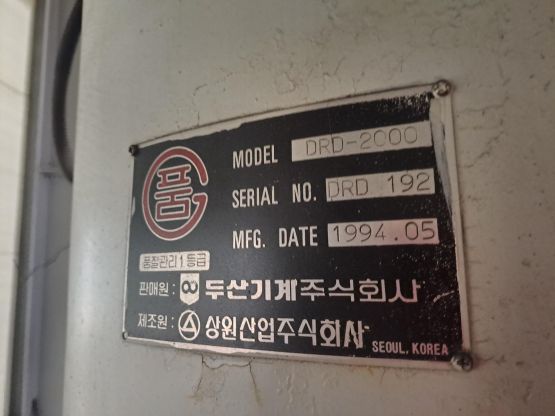 품
MODEL DRD-2000
SERIAL NO. DRD 192
MFG. DATE 1994.05
품질관리1등급
판매원 : 두산기계주식회사
제조원 : 상원산업주식회사
SEOUL, KOREA